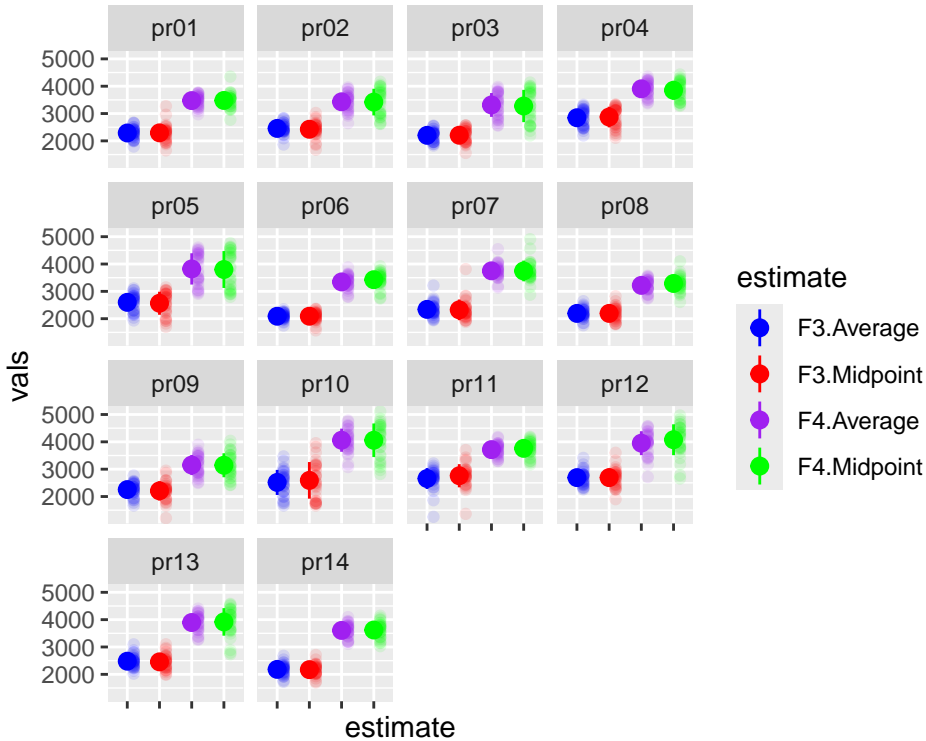 pr01 pr02 pr03 pr04
5000
4000
3000
2000
pr05 pr06 pr07 pr08
5000
4000
3000
2000
pr09 pr10 pr11 pr12
5000
4000
3000
2000
pr13 pr14
5000
4000
3000
2000
vals
estimate
estimate
F3.Average
F3.Midpoint
F4.Average
F4.Midpoint